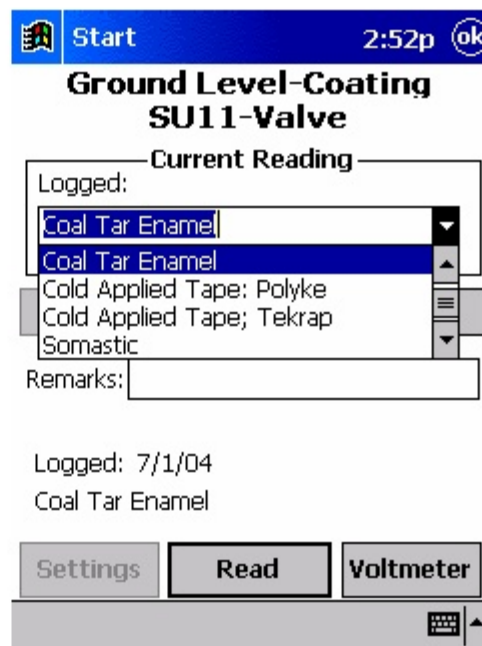 Start 2:52p ok
Ground Level-Coating
SU11-Valve
Current Reading
Logged:
Coal Tar Enamel
Coal Tar Enamel
Cold Applied Tape: Polyke
Cold Applied Tape; Tekrap
Somastic
Remarks:
Logged: 7/1/04
Coal Tar Enamel
Settings Read Voltmeter